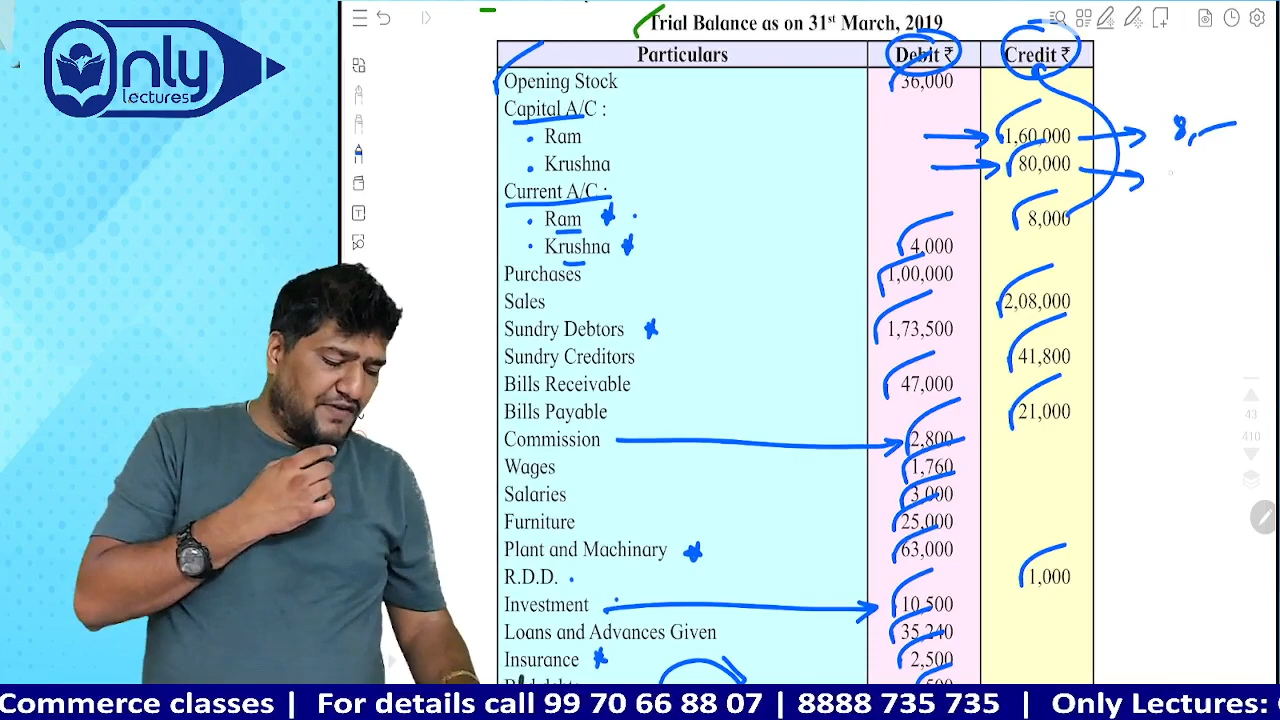 Only
lectures
Trial Balance as on 31st March, 2019
Particulars Debit ₹ Credit ₹
Opening Stock 36,000
Capital A/C :
• Ram 1,60,000 8,
• Krushna 80,000
Current A/C :
• Ram 8,000
• Krushna 4,000
Purchases 1,00,000
Sales 2,08,000
Sundry Debtors 1,73,500
Sundry Creditors 41,800
Bills Receivable 47,000
Bills Payable 21,000
Commission 2,800
Wages 1,760
Salaries 3,000
Furniture 25,000
Plant and Machinary 63,000
R.D.D. 1,000
Investment 10,500
Loans and Advances Given 35,240
Insurance 2,500
43
410
Commerce classes | For details call 99 70 66 88 07 | 8888 735 735 | Only Lectures: